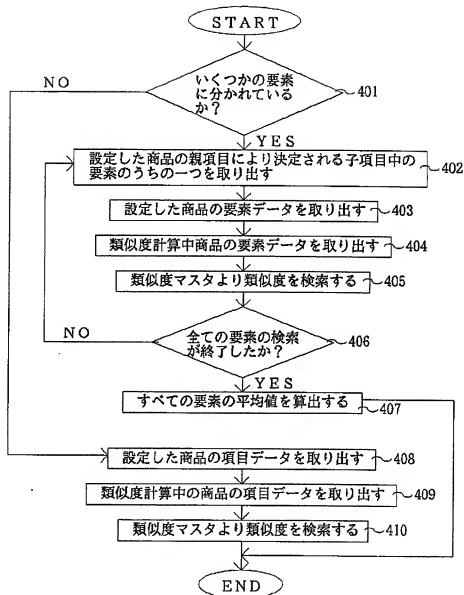 START
NO
いくつかの要素
に分かれている
か？
401
YES
設定した商品の親項目により決定される子項目中の
要素のうちの一つを取り出す
402
設定した商品の要素データを取り出す
403
類似度計算中商品の要素データを取り出す
404
類似度マスタより類似度を検索する
405
NO
全ての要素の検索
が終了したか？
406
YES
すべての要素の平均値を算出する
407
設定した商品の項目データを取り出す
408
類似度計算中の商品の項目データを取り出す
409
類似度マスタより類似度を検索する
410
END